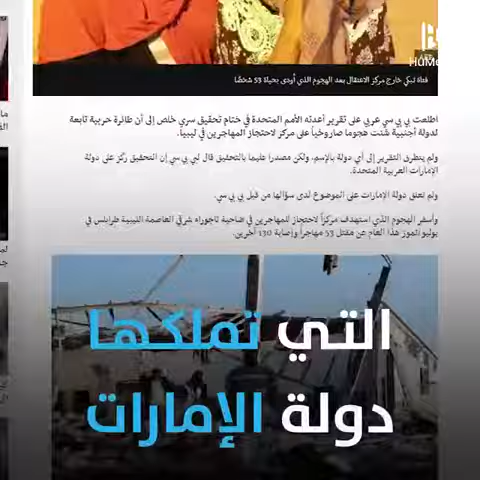 HUM
فتاة تبكي خارج مركز الاعتقال بعد الهجوم الذي أودى بحياة 53 شخصًا
اطلعت بي بي سي عربي على تقرير أعدته الأمم المتحدة في ختام تحقيق سري خلص إلى أن طائرة حربية تابعة
لدولة أجنبية شنت هجوما صاروخيا على مركز لاحتجاز المهاجرين في ليبيا.
ولم يتطرق التقرير إلى أي دولة بالإسم، ولكن مصدرا عليما بالتحقيق قال لبي بي سي إن التحقيق ركز على دولة
الإمارات العربية المتحدة.
ولم تعلق دولة الإمارات على الموضوع لدى سؤالها من قبل بي بي سي.
وأسفر الهجوم الذي استهدف مركزاً لاحتجاز للمهاجرين في ضاحية تاجوراء شرقي العاصمة الليبية طرابلس في
يوليو/تموز هذا العام عن مقتل 53 مهاجراً وإصابة 130 آخرين.
التي تملكها
دولة الإمارات